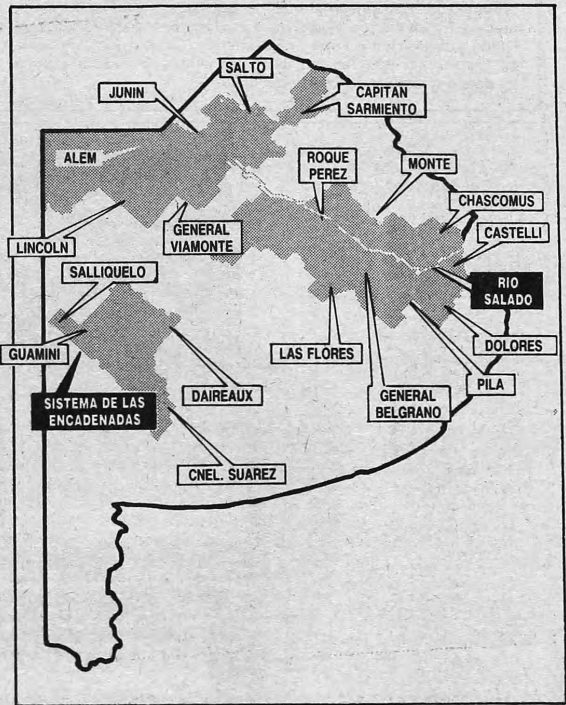 SALTO
JUNIN
CAPITAN
SARMIENTO
ALEM
ROQUE
PEREZ
MONTE
CHASCOMUS
LINCOLN
GENERAL
VIAMONTE
CASTELLI
SALLIQUELO
RIO
SALADO
GUAMINI
LAS FLORES
DOLORES
DAIREAUX
GENERAL
BELGRANO
PILA
SISTEMA DE LAS
ENCADENADAS
CNEL. SUAREZ